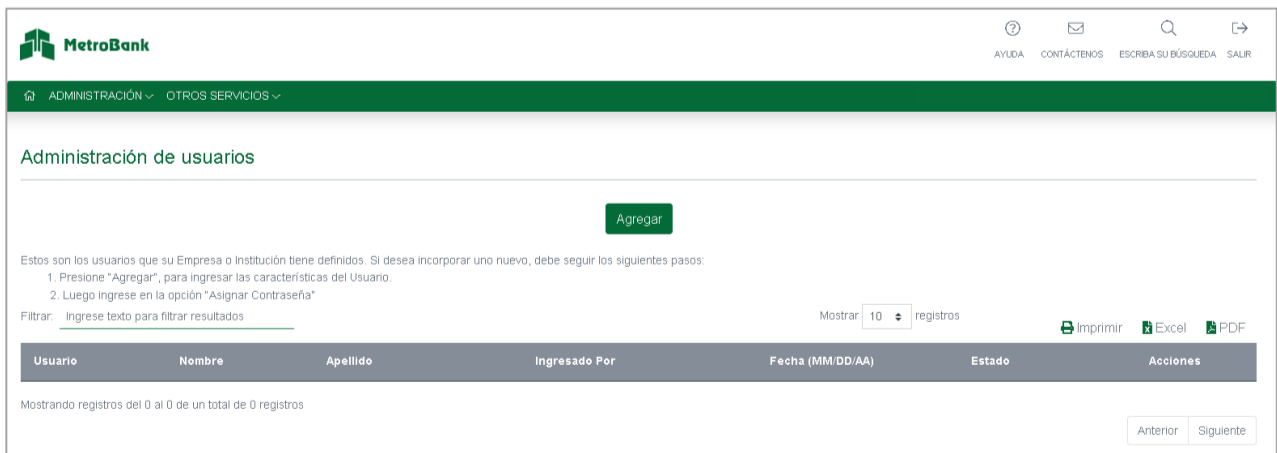 MetroBank
AYUDA CONTÁCTENOS ESCRIBA SU BÚSQUEDA SALIR
ADMINISTRACIÓN OTROS SERVICIOS
Administración de usuarios
Agregar
Estos son los usuarios que su Empresa o Institución tiene definidos. Si desea incorporar uno nuevo, debe seguir los siguientes pasos:
1. Presione "Agregar", para ingresar las características del Usuario.
2. Luego ingrese en la opción "Asignar Contraseña"
Filtrar: Ingrese texto para filtrar resultados Mostrar 10 registros
Imprimir Excel PDF
Usuario Nombre Apellido Ingresado Por Fecha (MM/DD/AA) Estado Acciones
Mostrando registros del 0 al 0 de un total de 0 registros
Anterior Siguiente